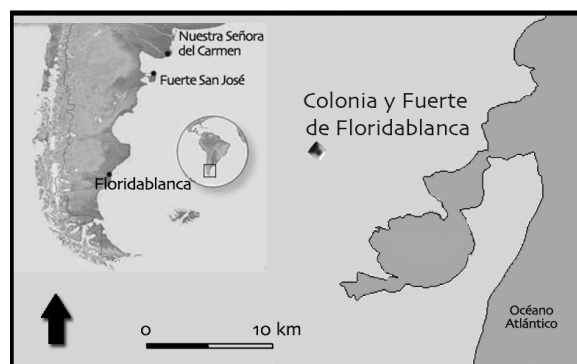 Nuestra Señora
del Carmen
Fuerte San José
Floridablanca
Colonia y Fuerte
de Floridablanca
Océano
Atlántico
0 10 km